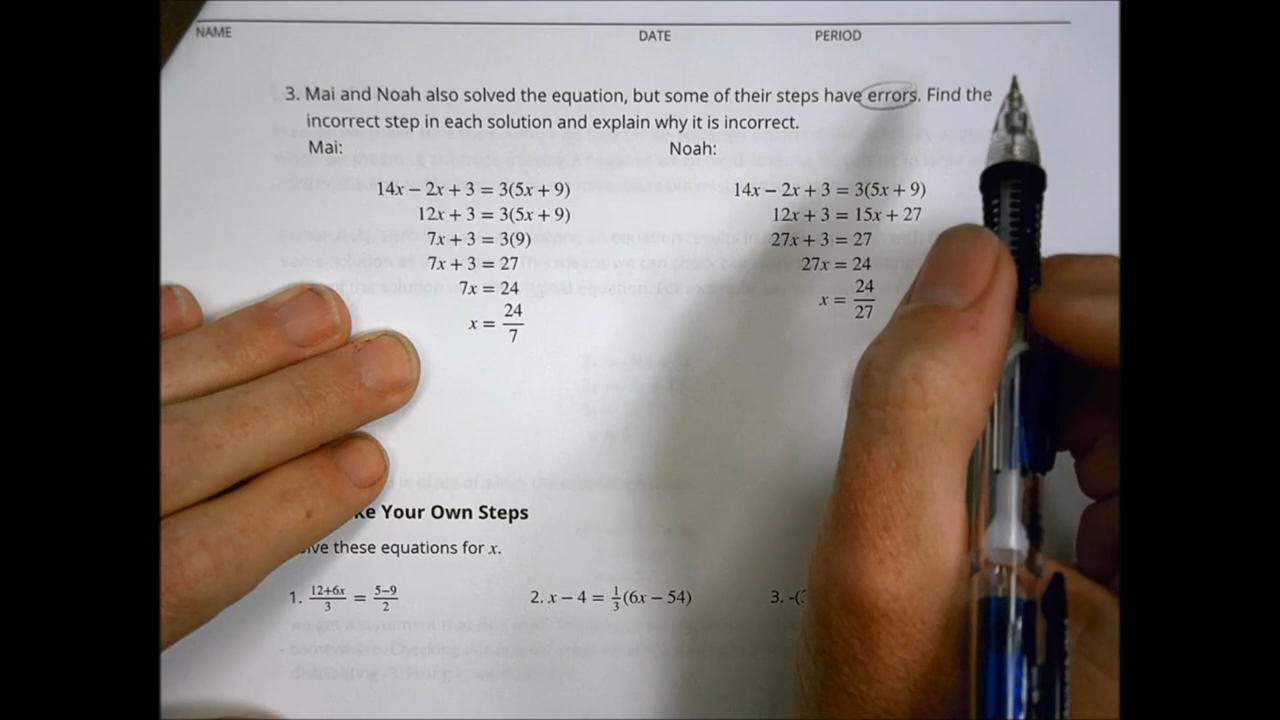 NAME DATE PERIOD
3. Mai and Noah also solved the equation, but some of their steps have errors. Find the
incorrect step in each solution and explain why it is incorrect.
Mai: Noah:
14x − 2x + 3 = 3(5x + 9) 14x − 2x + 3 = 3(5x + 9)
12x + 3 = 3(5x + 9) 12x + 3 = 15x + 27
7x + 3 = 3(9) 27x + 3 = 27
7x + 3 = 27 27x = 24
7x = 24 x = 24/27
x = 24/7
Your Own Steps
these equations for x.
1. 12+6x/3 = 5−9/2 2. x − 4 = 1/3(6x − 54) 3. -(